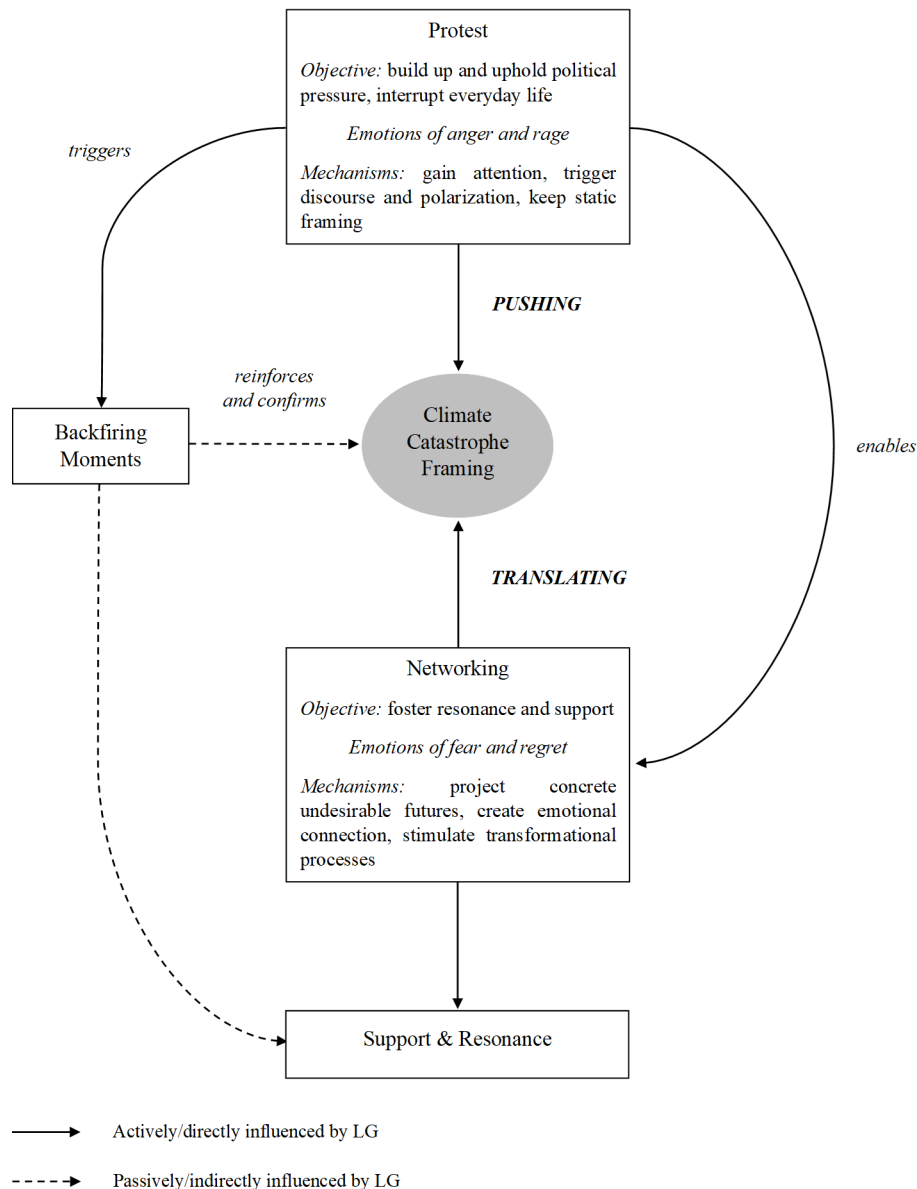 Protest
Objective: build up and uphold political
pressure, interrupt everyday life
Emotions of anger and rage
Mechanisms: gain attention, trigger
discourse and polarization, keep static
framing
triggers
PUSHING
reinforces
and confirms
Backfiring
Moments
Climate
Catastrophe
Framing
enables
TRANSLATING
Networking
Objective: foster resonance and support
Emotions of fear and regret
Mechanisms: project concrete
undesirable futures, create emotional
connection, stimulate transformational
processes
Support & Resonance
Actively/directly influenced by LG
Passively/indirectly influenced by LG